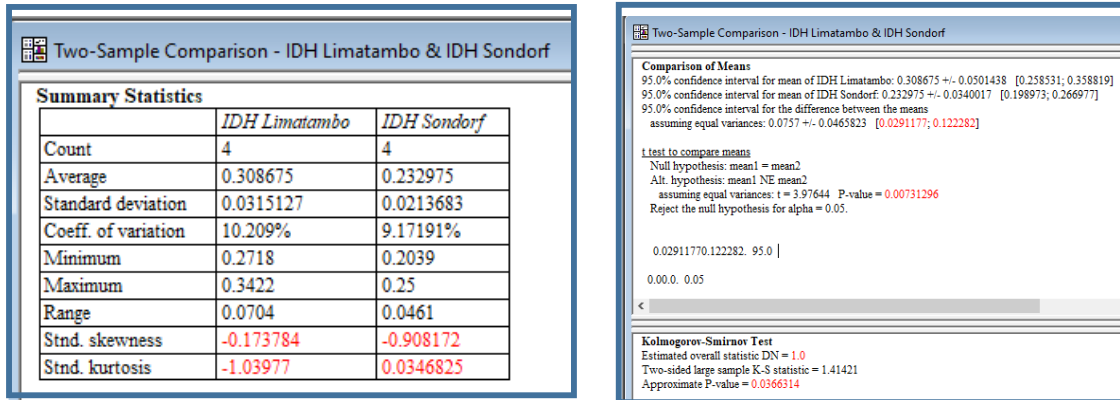 Two-Sample Comparison - IDH Limatambo & IDH Sondorf
Summary Statistics
IDH Limatambo IDH Sondorf
Count 4 4
Average 0.308675 0.232975
Standard deviation 0.0315127 0.0213683
Coeff. of variation 10.209% 9.17191%
Minimum 0.2718 0.2039
Maximum 0.3422 0.25
Range 0.0704 0.0461
Stnd. skewness -0.173784 -0.908172
Stnd. kurtosis -1.03977 0.0346825
Two-Sample Comparison - IDH Limatambo & IDH Sondorf
Comparison of Means
95.0% confidence interval for mean of IDH Limatambo: 0.308675 +/- 0.0501438 [0.258531; 0.358819]
95.0% confidence interval for mean of IDH Sondorf: 0.232975 +/- 0.0340017 [0.198973; 0.266977]
95.0% confidence interval for the difference between the means
assuming equal variances: 0.0757 +/- 0.0465823 [0.0291177; 0.122282]
t test to compare means
Null hypothesis: mean1 = mean2
Alt. hypothesis: mean1 NE mean2
assuming equal variances: t = 3.97644 P-value = 0.00731296
Reject the null hypothesis for alpha = 0.05.
0.02911770.122282. 95.0
0.00.0. 0.05
Kolmogorov-Smirnov Test
Estimated overall statistic DN = 1.0
Two-sided large sample K-S statistic = 1.41421
Approximate P-value = 0.0366314